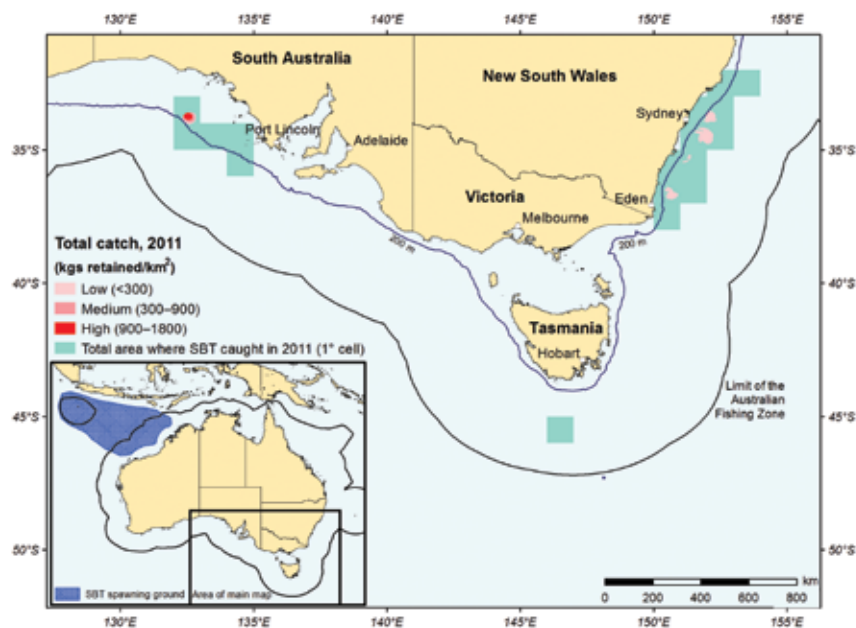 130°E 135°E 140°E 145°E 150°E 155°E
South Australia
New South Wales
Sydney
Port Lincoln
Adelaide
35°S 35°S
Victoria
Eden
Melbourne
200 m 200 m
Total catch, 2011
(kgs retained/km²)
Low (<300)
Medium (300–900)
High (900–1800)
Total area where SBT caught in 2011 (1° cell)
40°S 40°S
Tasmania
Hobart
Limit of the
Australian
Fishing Zone
45°S 45°S
50°S 50°S
SBT spawning ground Area of main map
km
0 200 400 600 800
130°E 135°E 140°E 145°E 150°E 155°E